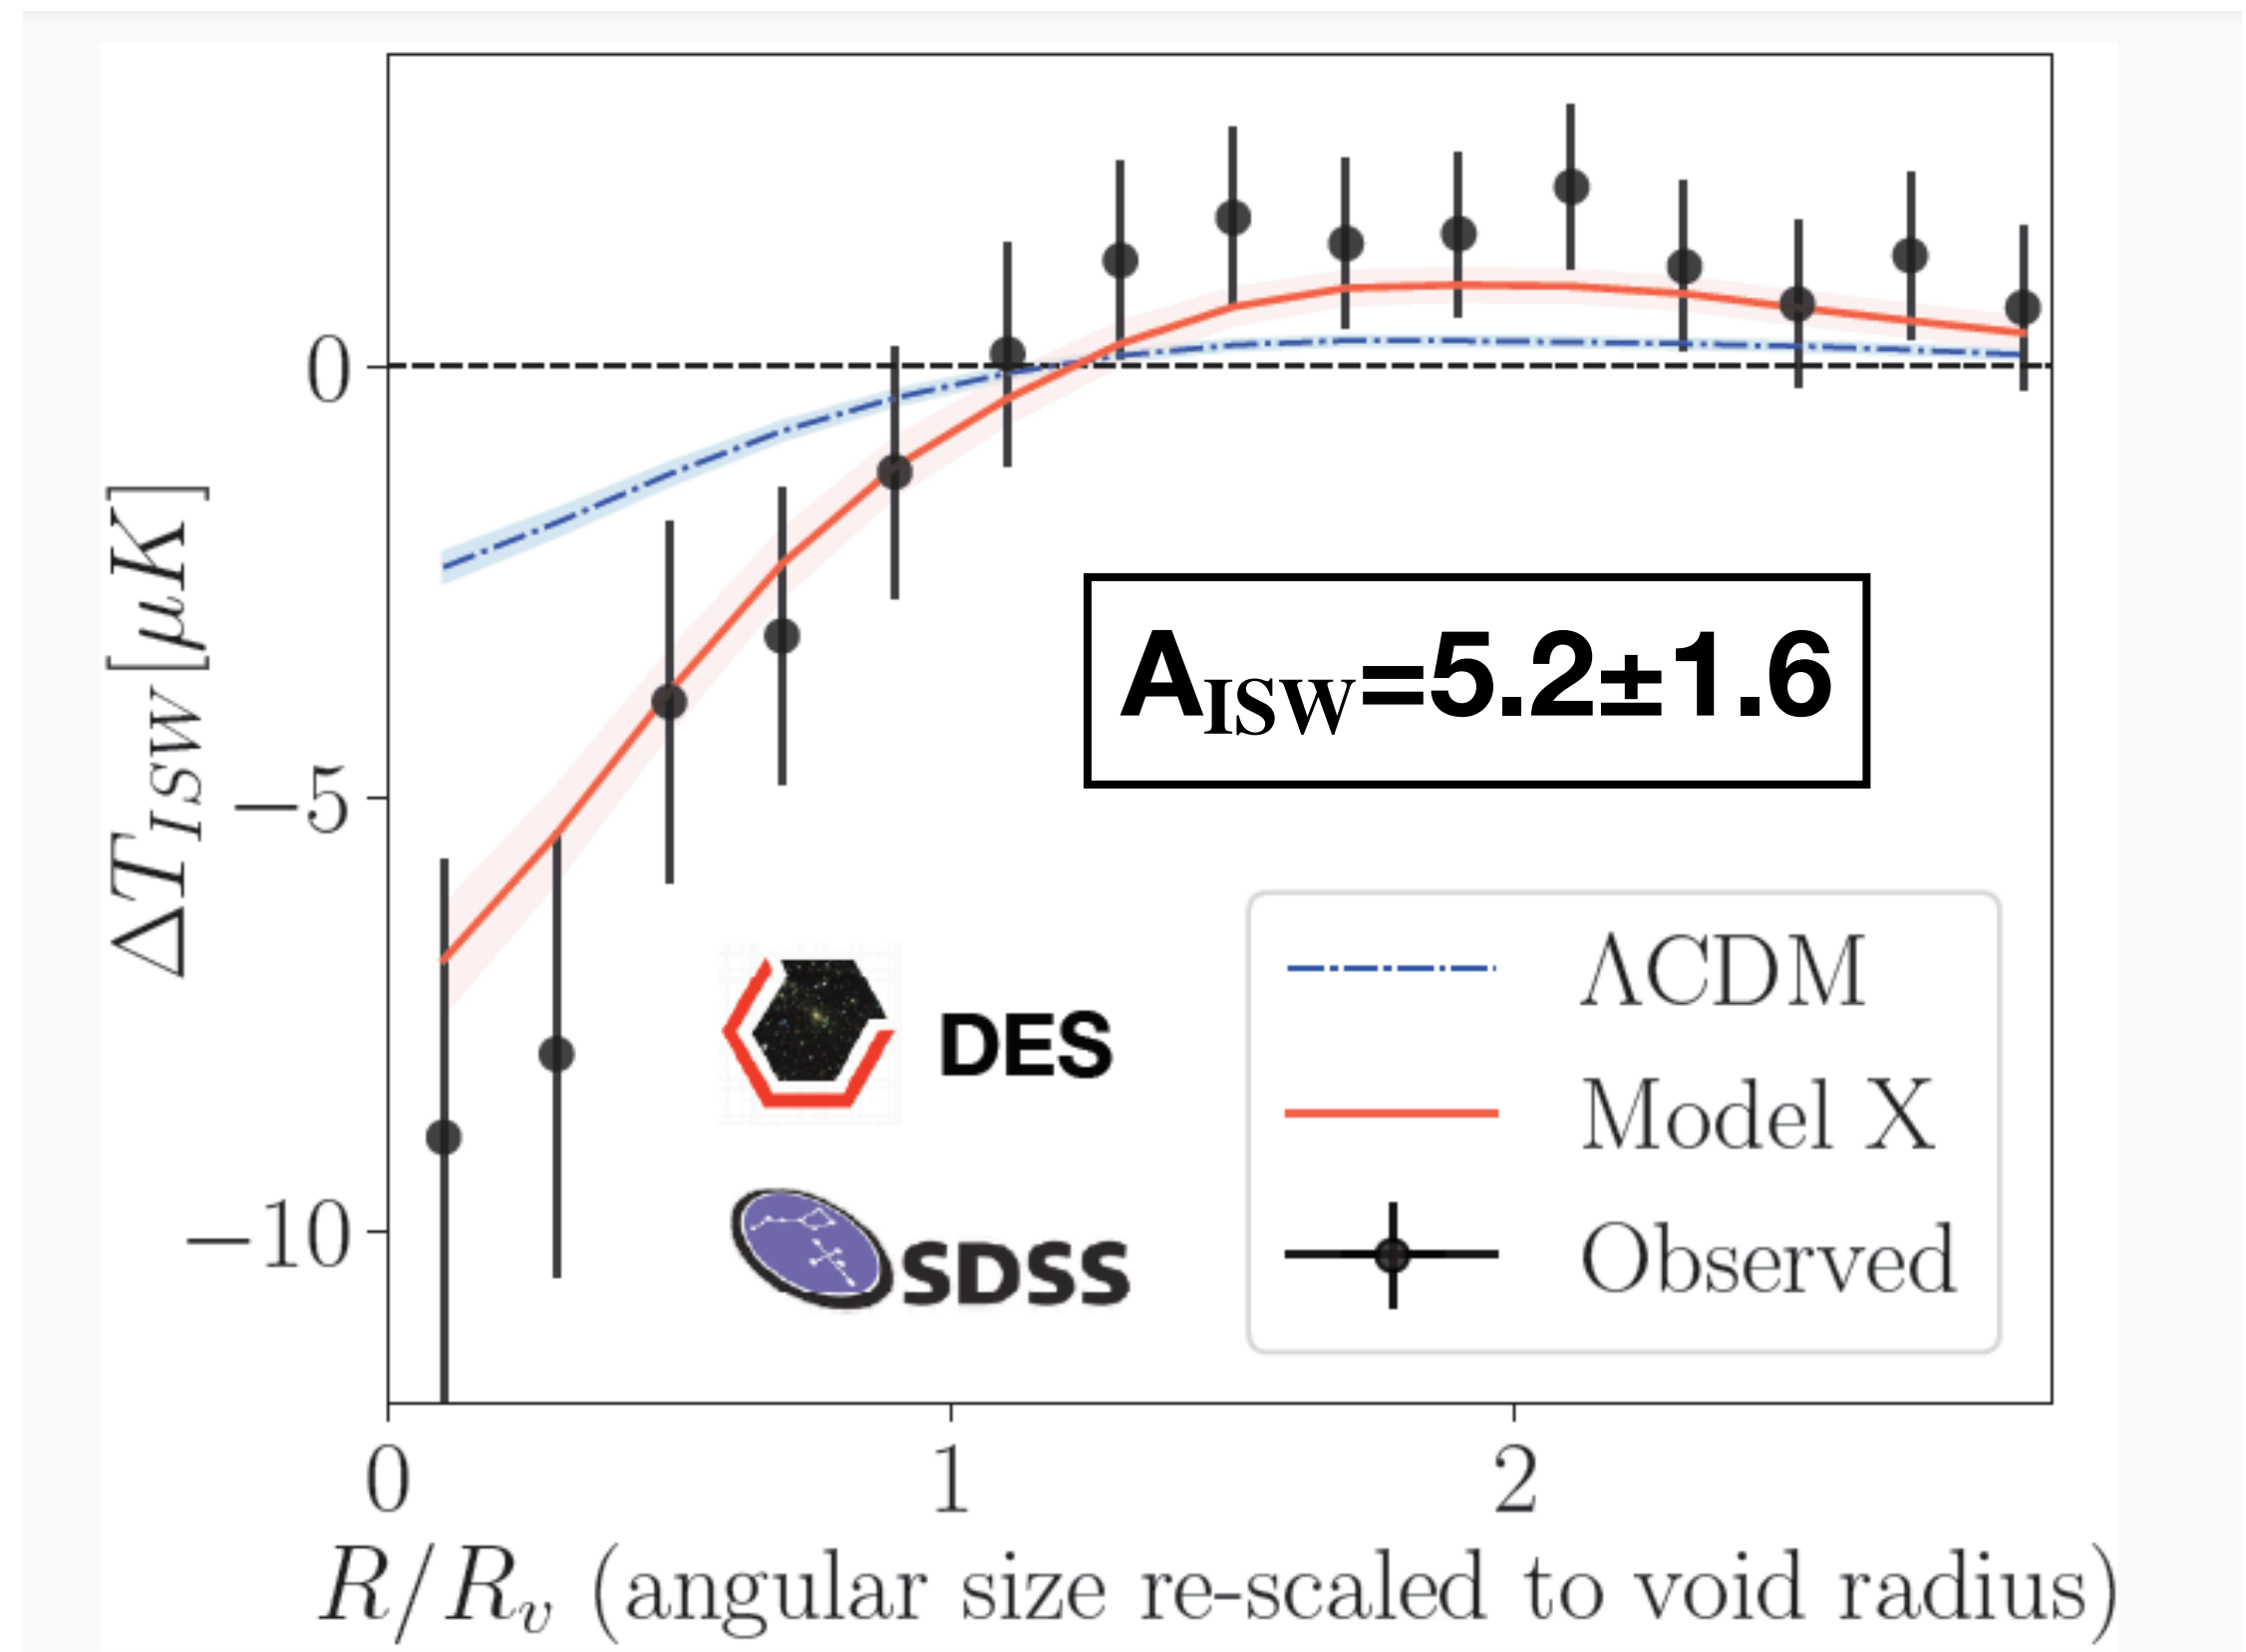 0
−5
−10
ΔT_ISW [μK]
A_ISW=5.2±1.6
DES
SDSS
ΛCDM
Model X
Observed
0 1 2
R/R_v (angular size re-scaled to void radius)